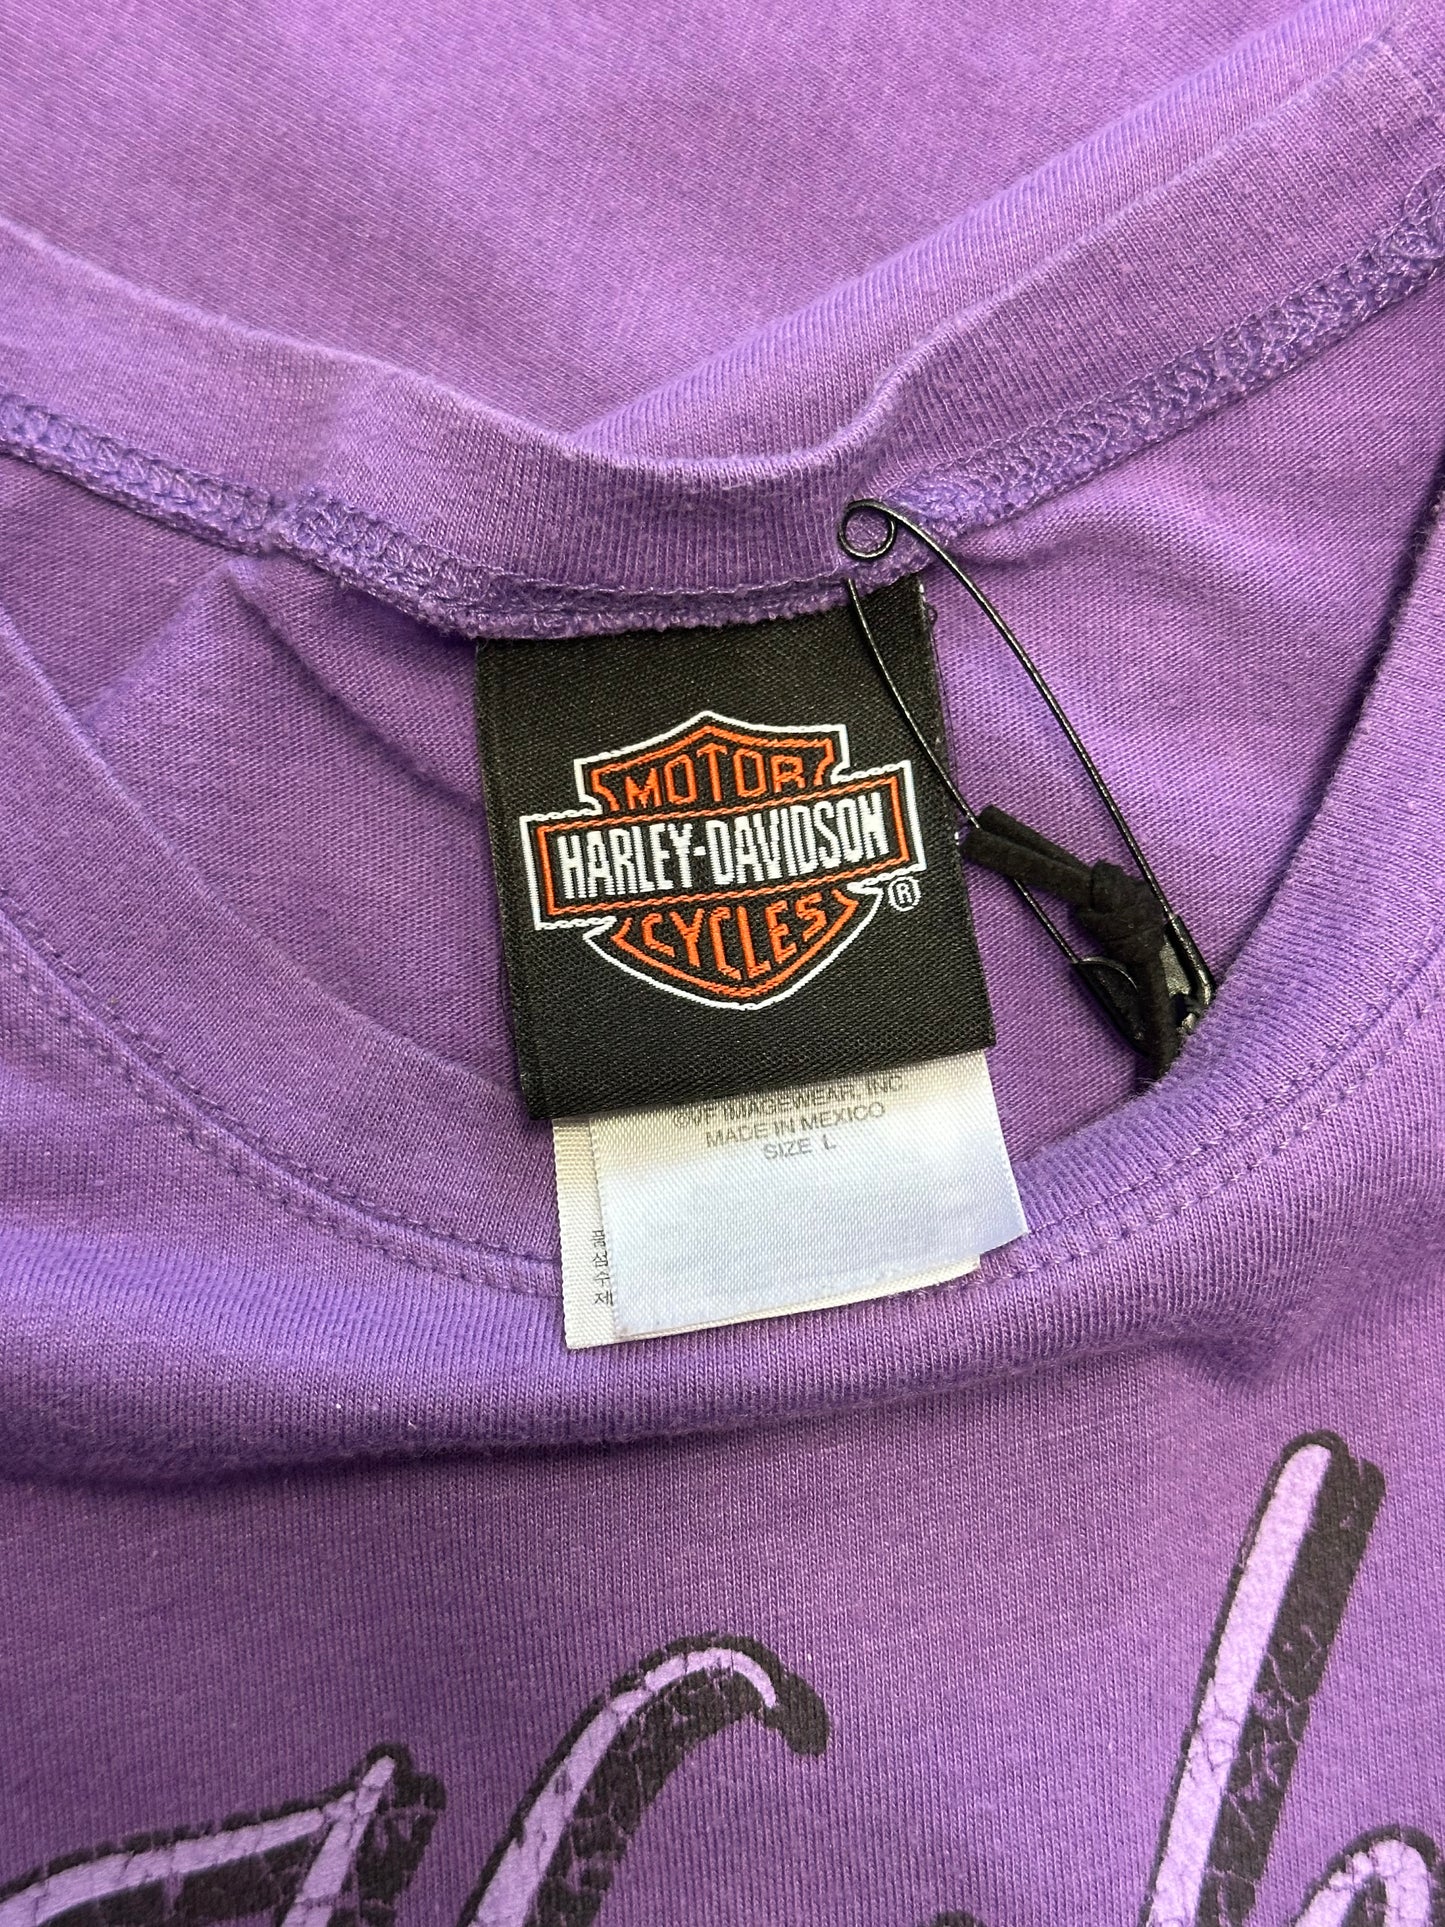 MOTOR
HARLEY-DAVIDSON
CYCLES
®
©VF IMAGEWEAR, INC.
MADE IN MEXICO
SIZE L